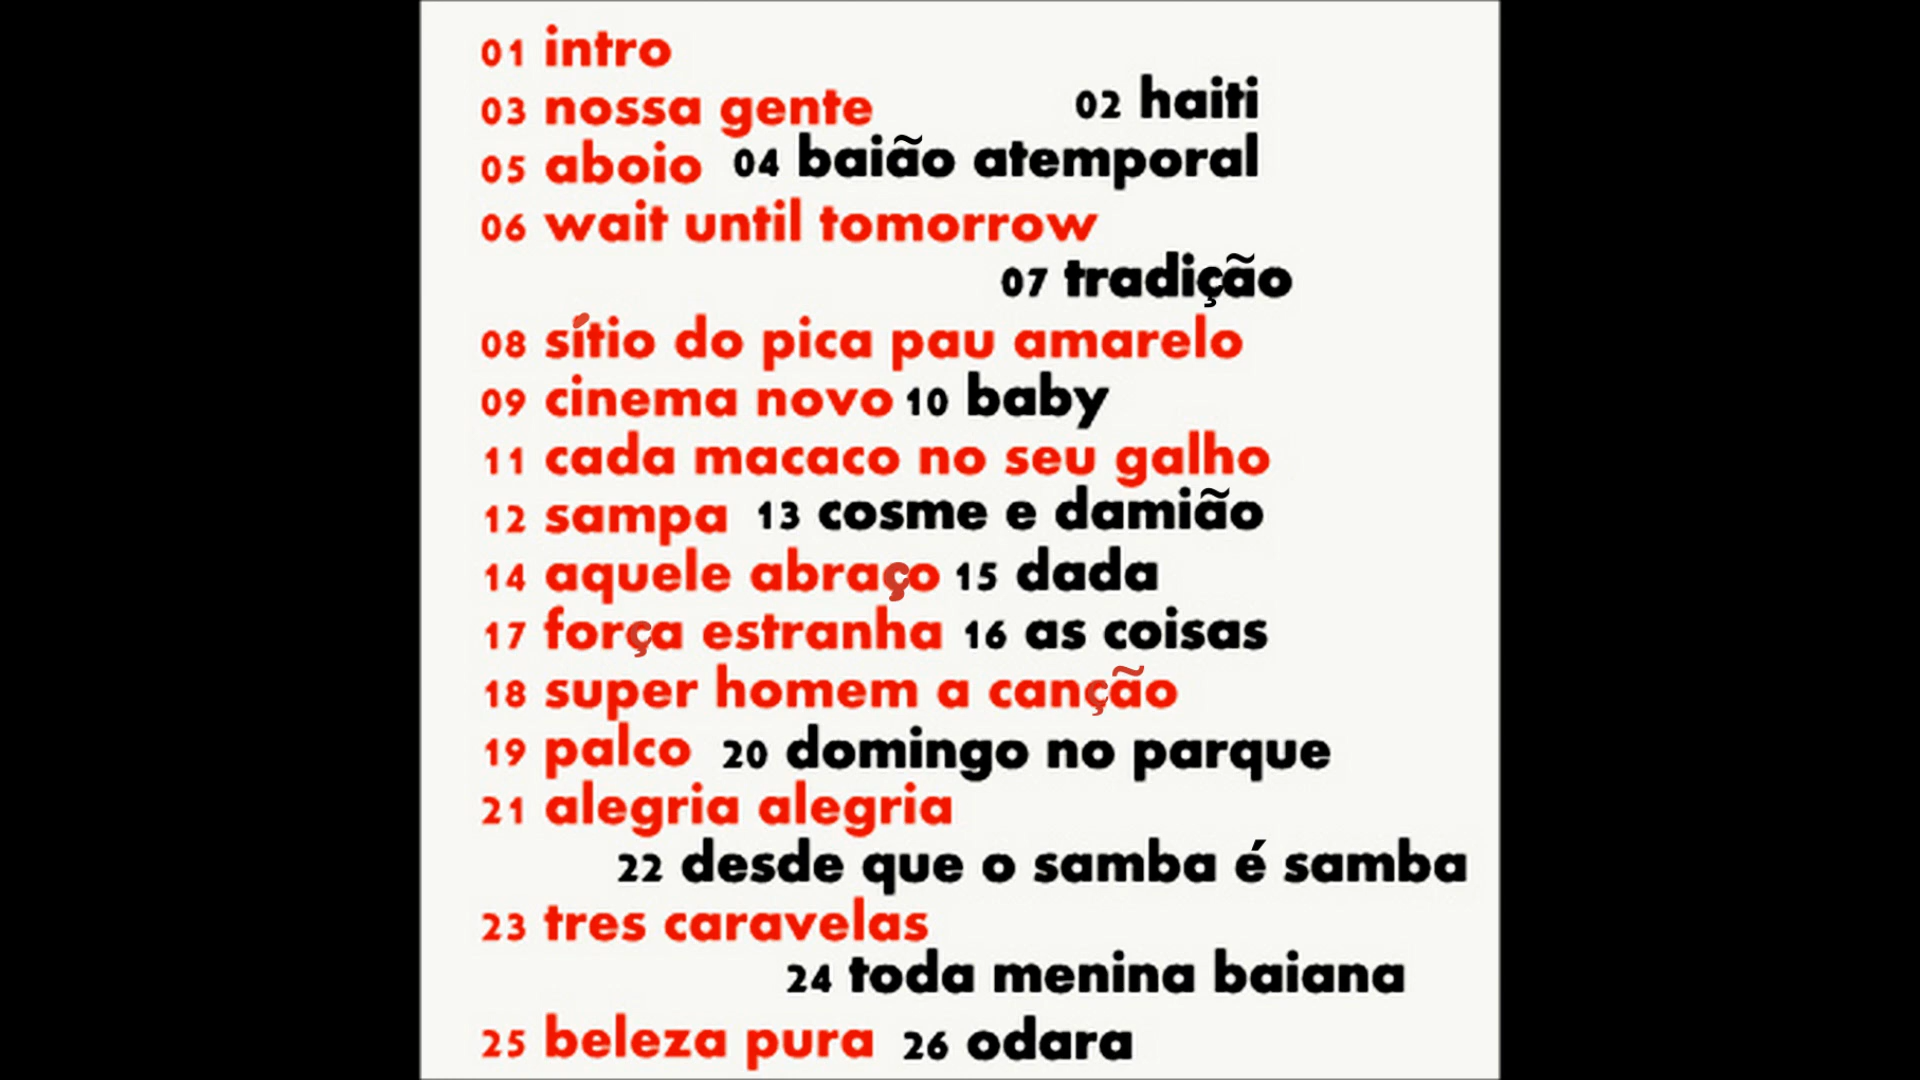 01 intro
02 haiti
03 nossa gente
04 baião atemporal
05 aboio
06 wait until tomorrow
07 tradição
08 sítio do pica pau amarelo
09 cinema novo 10 baby
11 cada macaco no seu galho
12 sampa 13 cosme e damião
14 aquele abraço 15 dada
17 força estranha 16 as coisas
18 super homem a canção
19 palco 20 domingo no parque
21 alegria alegria
22 desde que o samba é samba
23 tres caravelas
24 toda menina baiana
25 beleza pura 26 odara